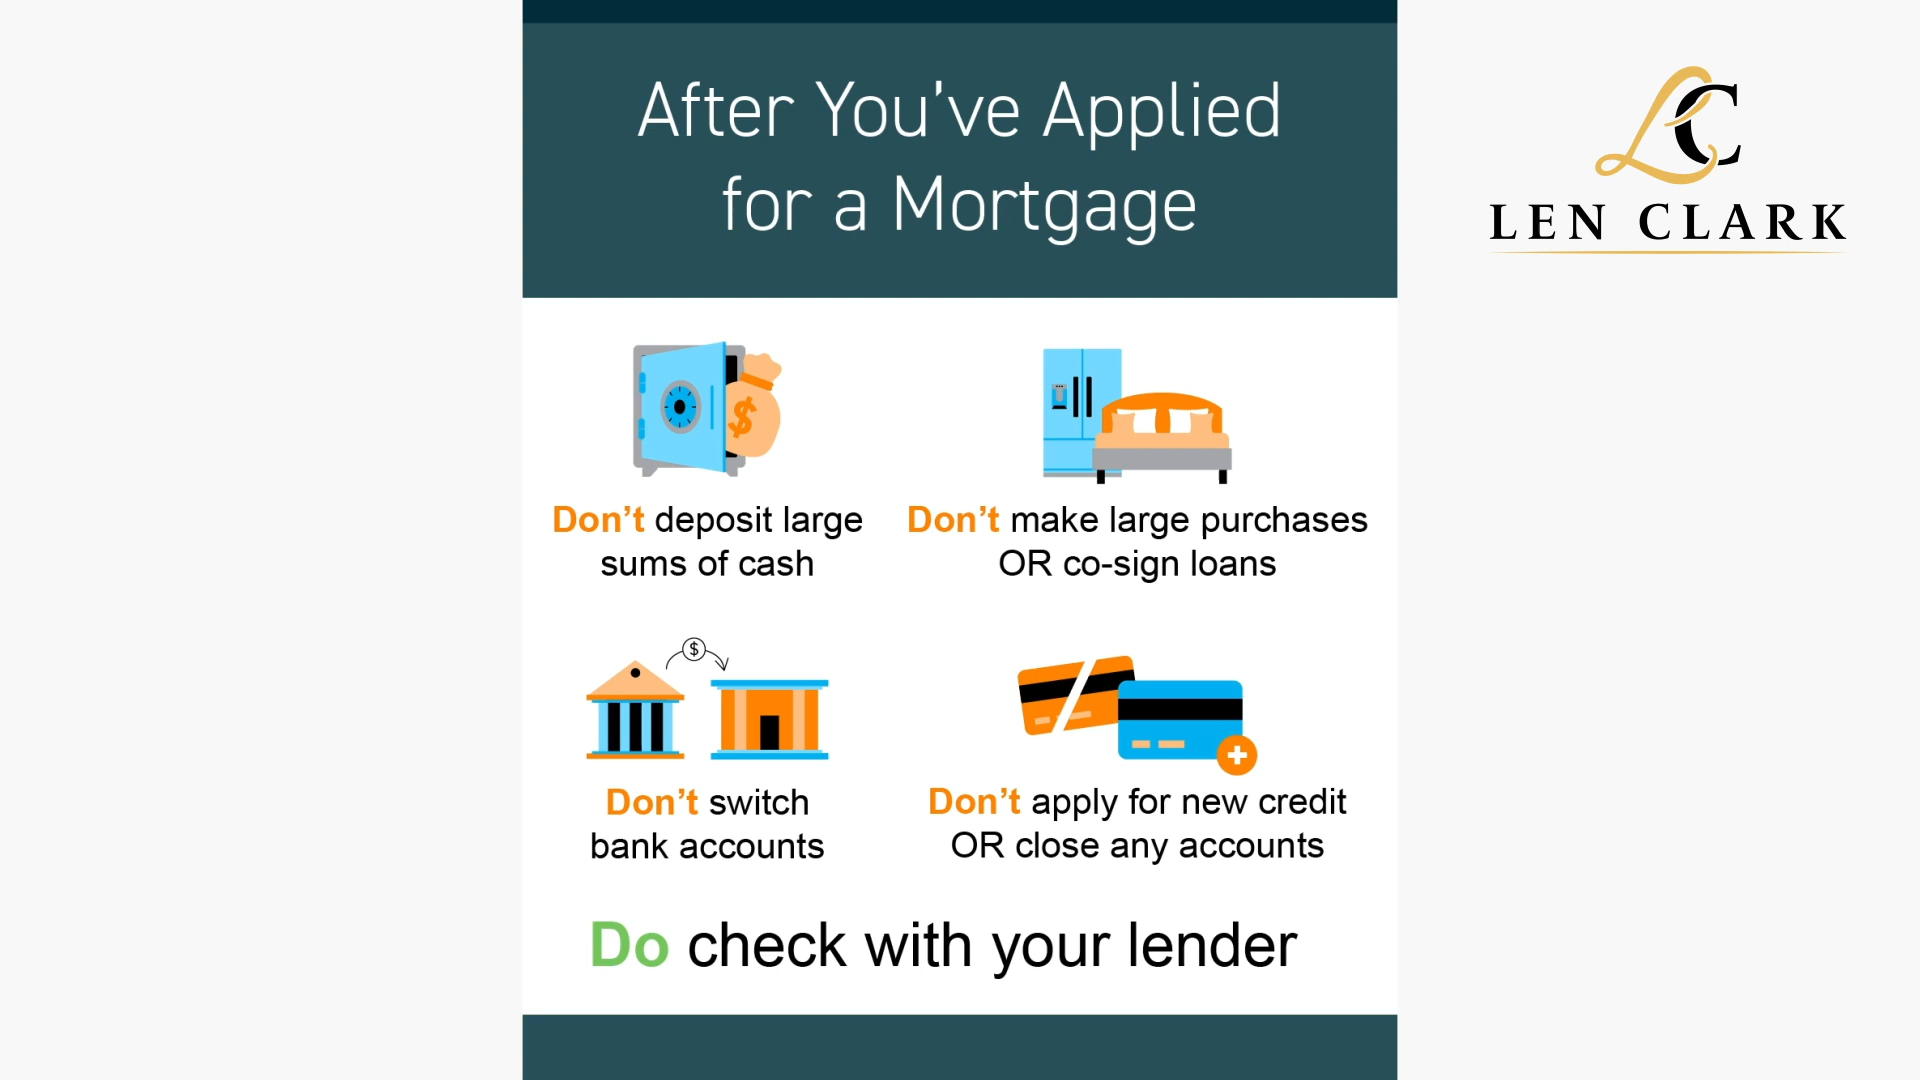 After You’ve Applied
for a Mortgage
LC
LEN CLARK
$
Don’t deposit large
sums of cash
Don’t make large purchases
OR co-sign loans
$
Don’t switch
bank accounts
Don’t apply for new credit
OR close any accounts
Do check with your lender